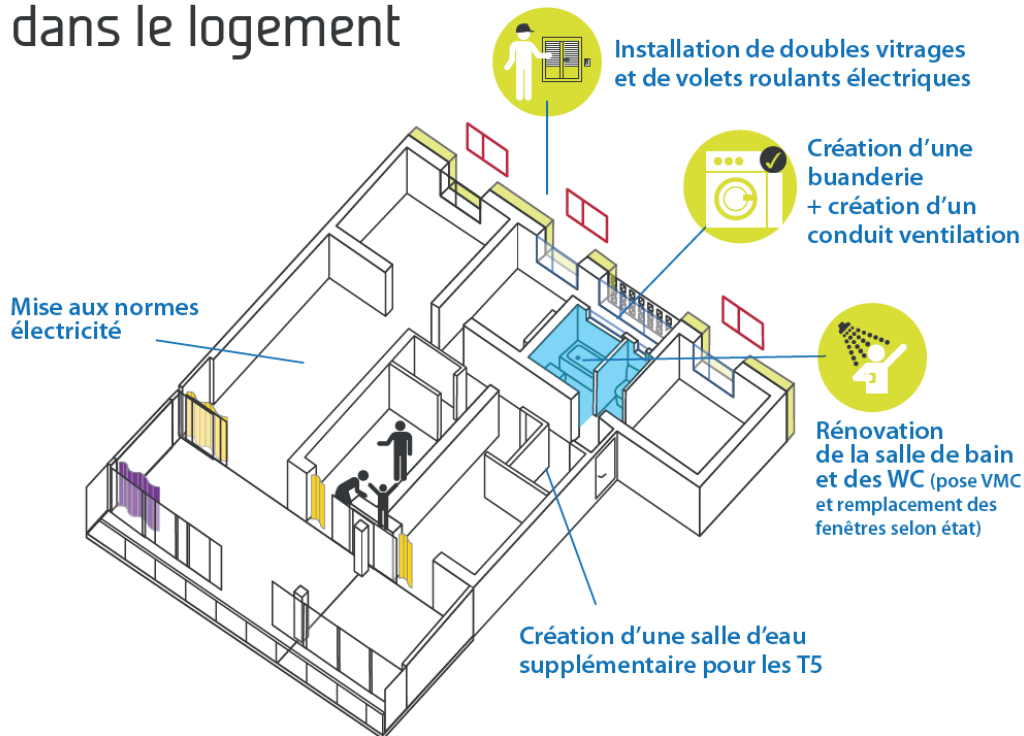 dans le logement
Installation de doubles vitrages
et de volets roulants électriques
Création d'une
buanderie
+ création d'un
conduit ventilation
Mise aux normes
électricité
Rénovation
de la salle de bain
et des WC (pose VMC
et remplacement des
fenêtres selon état)
Création d'une salle d'eau
supplémentaire pour les T5